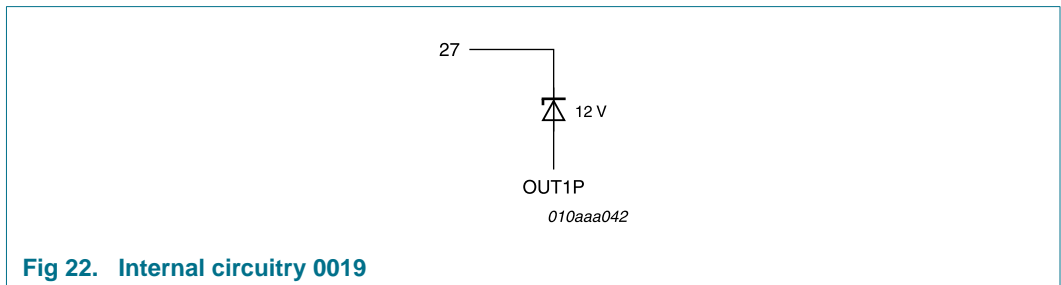 27
12 V
OUT1P
010aaa042
Fig 22. Internal circuitry 0019